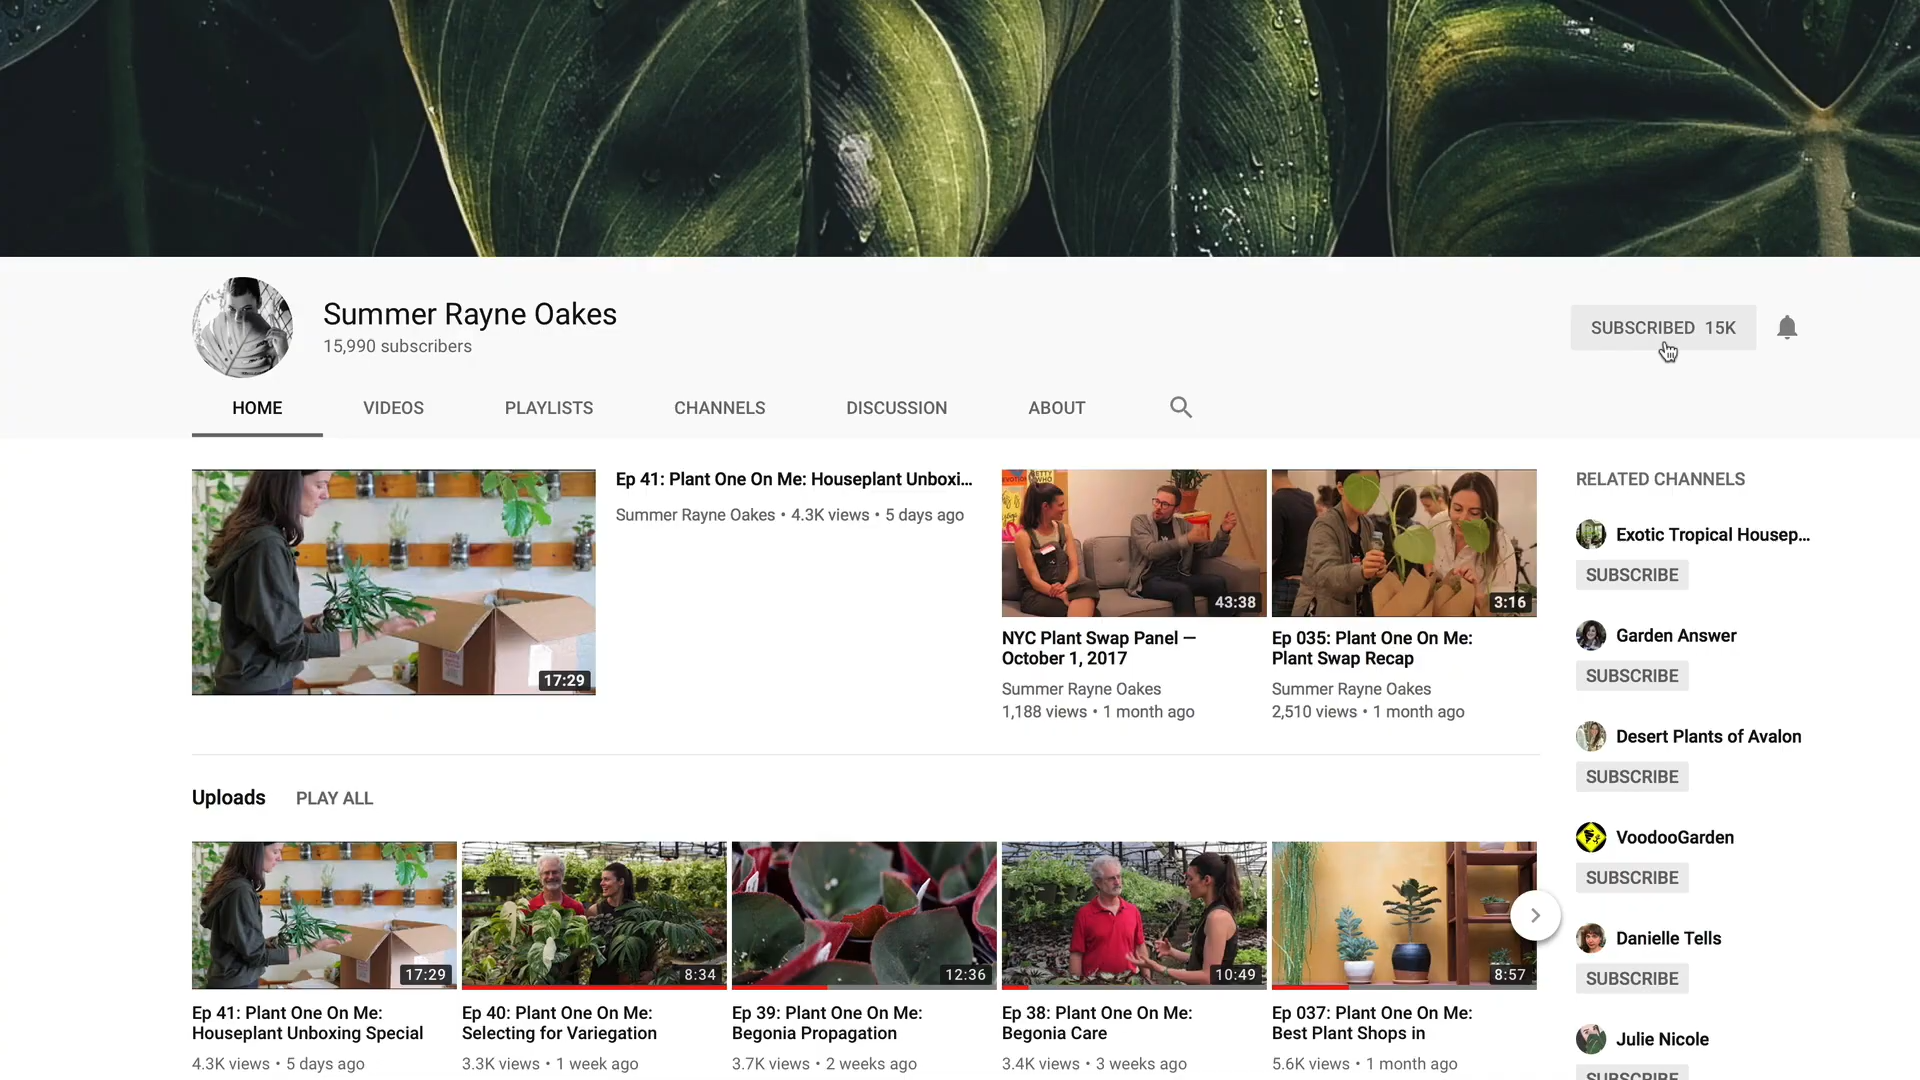 Summer Rayne Oakes
15,990 subscribers
SUBSCRIBED 15K
HOME
VIDEOS
PLAYLISTS
CHANNELS
DISCUSSION
ABOUT
17:29
Ep 41: Plant One On Me: Houseplant Unboxi...
Summer Rayne Oakes • 4.3K views • 5 days ago
43:38
NYC Plant Swap Panel —
October 1, 2017
Summer Rayne Oakes
1,188 views • 1 month ago
3:16
Ep 035: Plant One On Me:
Plant Swap Recap
Summer Rayne Oakes
2,510 views • 1 month ago
Uploads
PLAY ALL
17:29
Ep 41: Plant One On Me:
Houseplant Unboxing Special
4.3K views • 5 days ago
8:34
Ep 40: Plant One On Me:
Selecting for Variegation
3.3K views • 1 week ago
12:36
Ep 39: Plant One On Me:
Begonia Propagation
3.7K views • 2 weeks ago
10:49
Ep 38: Plant One On Me:
Begonia Care
3.4K views • 3 weeks ago
8:57
Ep 037: Plant One On Me:
Best Plant Shops in
5.6K views • 1 month ago
RELATED CHANNELS
Exotic Tropical Housep...
SUBSCRIBE
Garden Answer
SUBSCRIBE
Desert Plants of Avalon
SUBSCRIBE
VoodooGarden
SUBSCRIBE
Danielle Tells
SUBSCRIBE
Julie Nicole
SUBSCRIBE